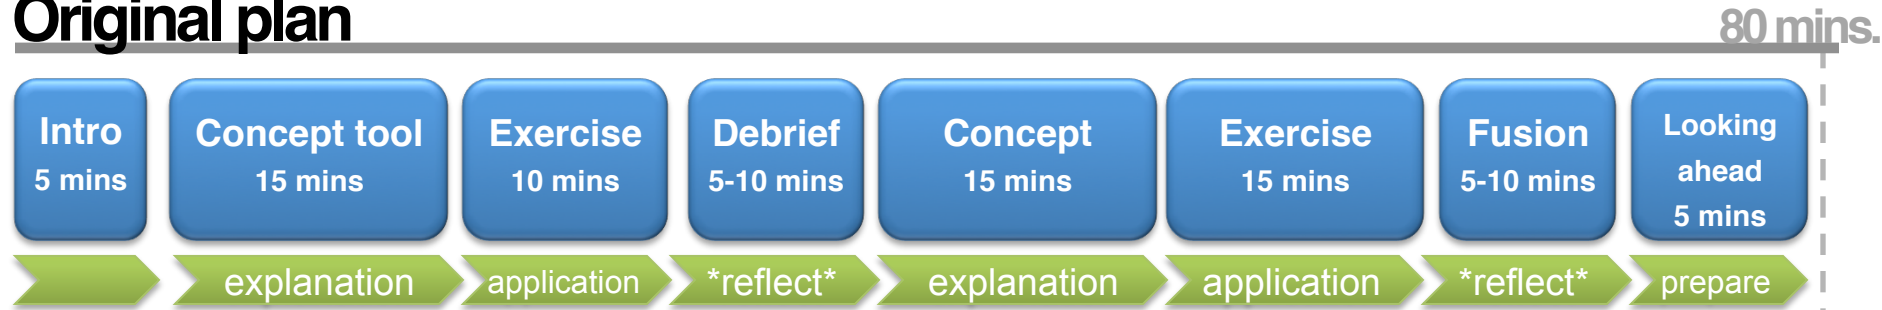 Original plan
80 mins.
Intro
5 mins
Concept tool
15 mins
Exercise
10 mins
Debrief
5-10 mins
Concept
15 mins
Exercise
15 mins
Fusion
5-10 mins
Looking
ahead
5 mins
explanation
application
*reflect*
explanation
application
*reflect*
prepare